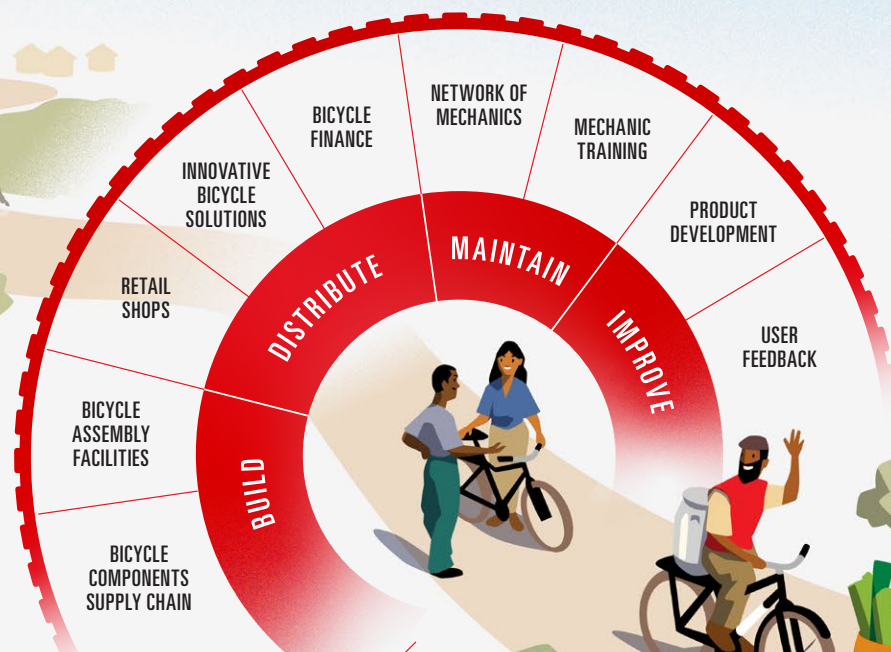 BUILD
BICYCLE
COMPONENTS
SUPPLY CHAIN
BICYCLE
ASSEMBLY
FACILITIES
DISTRIBUTE
RETAIL
SHOPS
INNOVATIVE
BICYCLE
SOLUTIONS
BICYCLE
FINANCE
MAINTAIN
NETWORK OF
MECHANICS
MECHANIC
TRAINING
IMPROVE
PRODUCT
DEVELOPMENT
USER
FEEDBACK